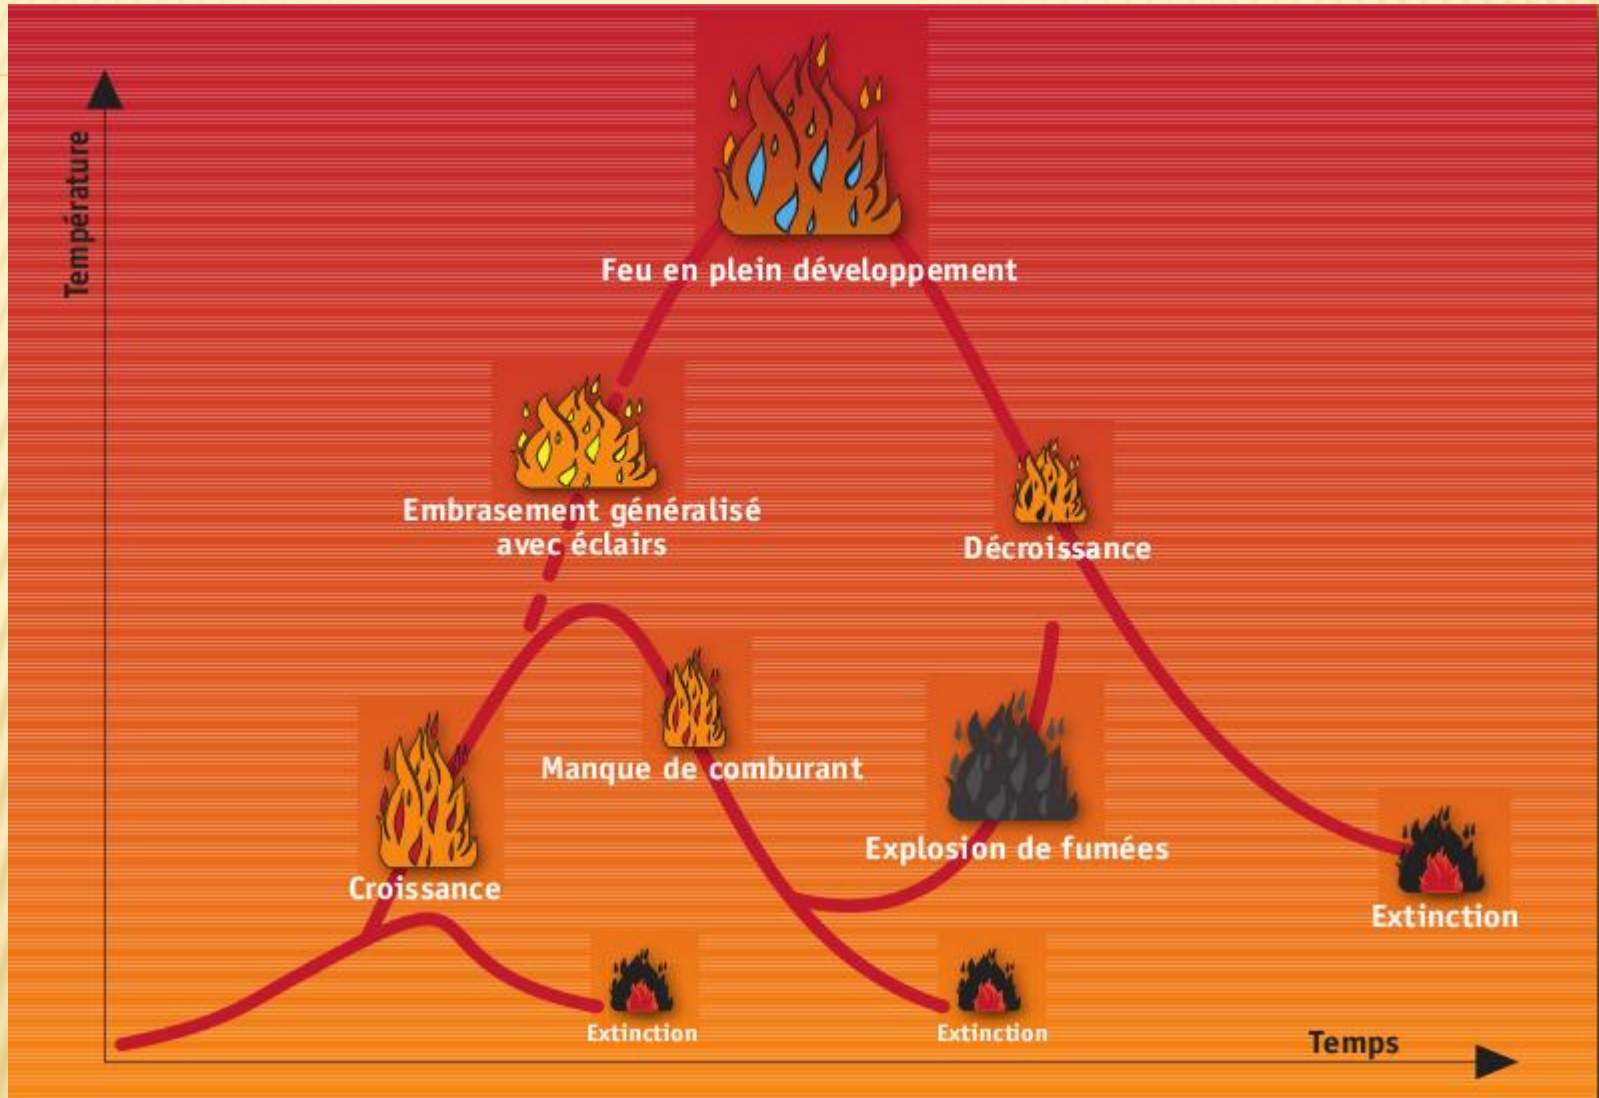 Température
Feu en plein développement
Embrasement généralisé
avec éclairs
Décroissance
Manque de comburant
Explosion de fumées
Croissance
Extinction
Extinction
Extinction
Temps